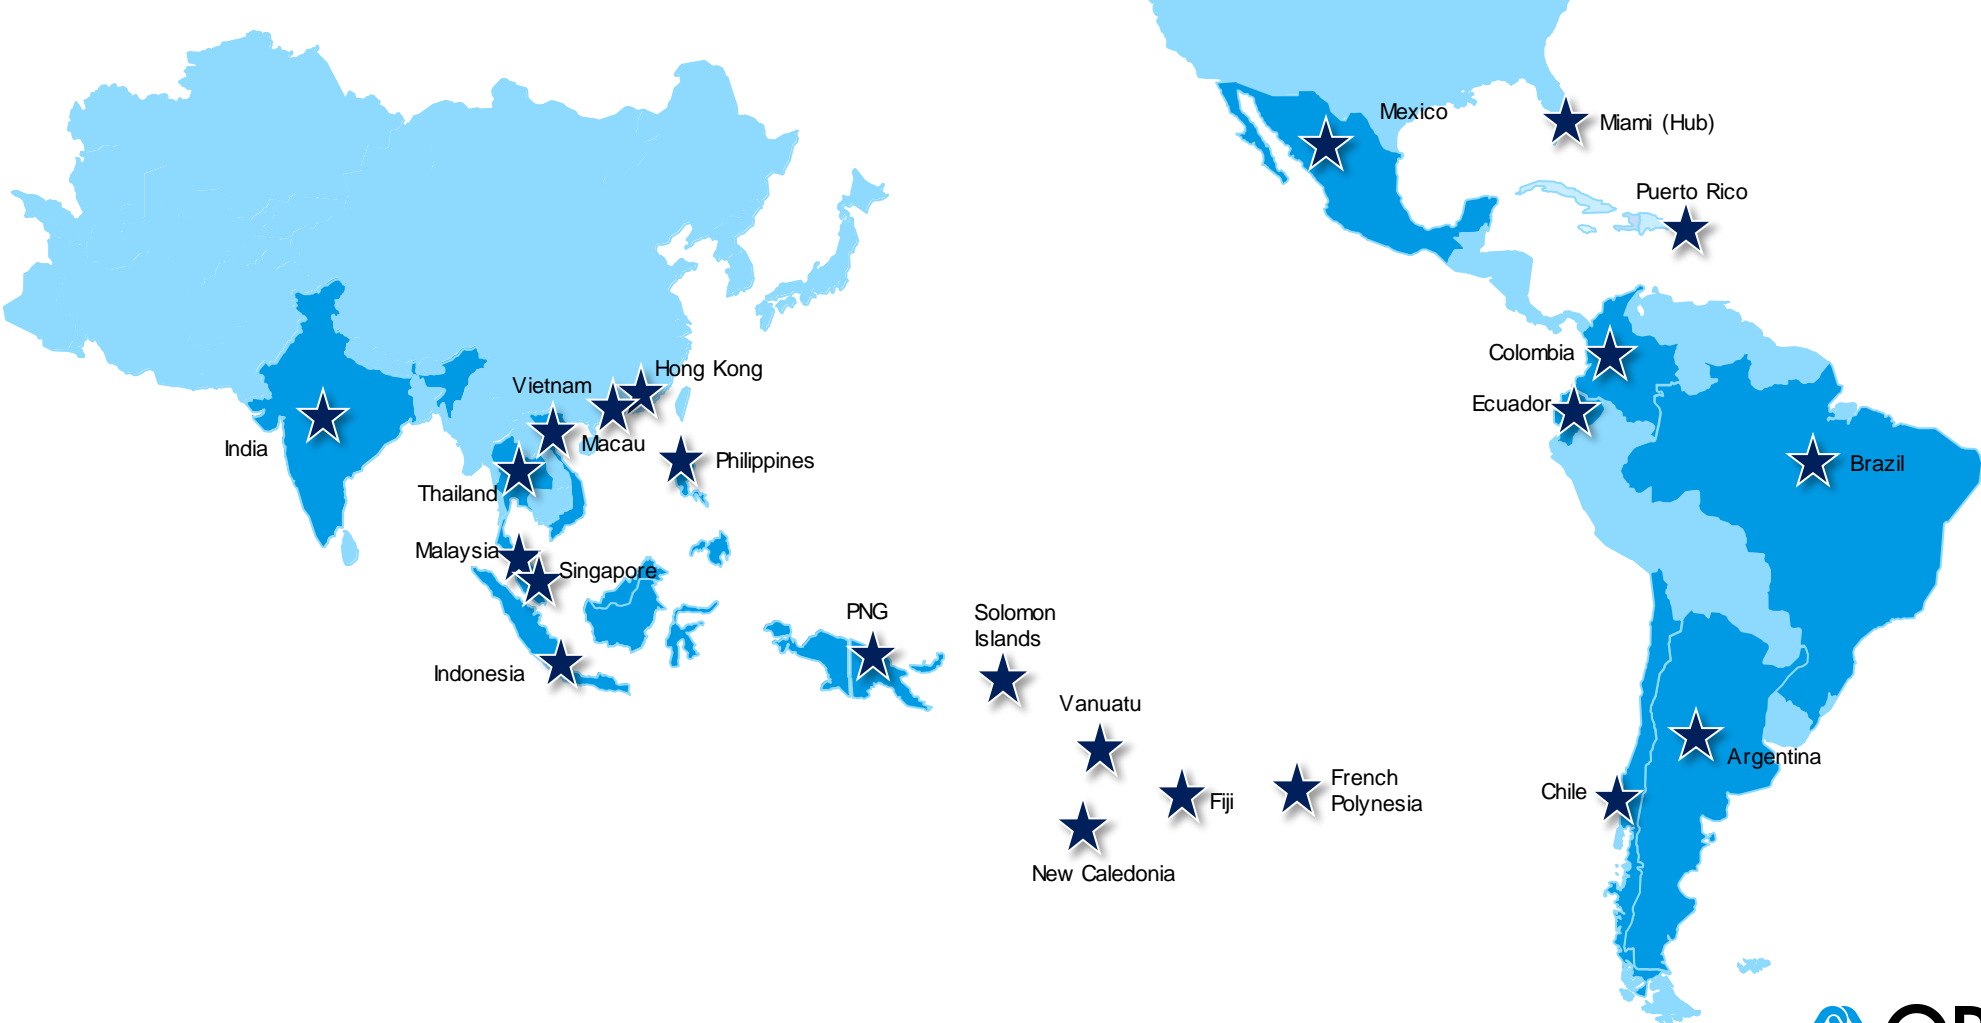 Mexico
Miami (Hub)
Puerto Rico
Hong Kong
Vietnam
Colombia
Ecuador
India
Macau
Philippines
Brazil
Thailand
Malaysia
Singapore
PNG
Solomon
Islands
Indonesia
Vanuatu
Argentina
French
Polynesia
Chile
Fiji
New Caledonia